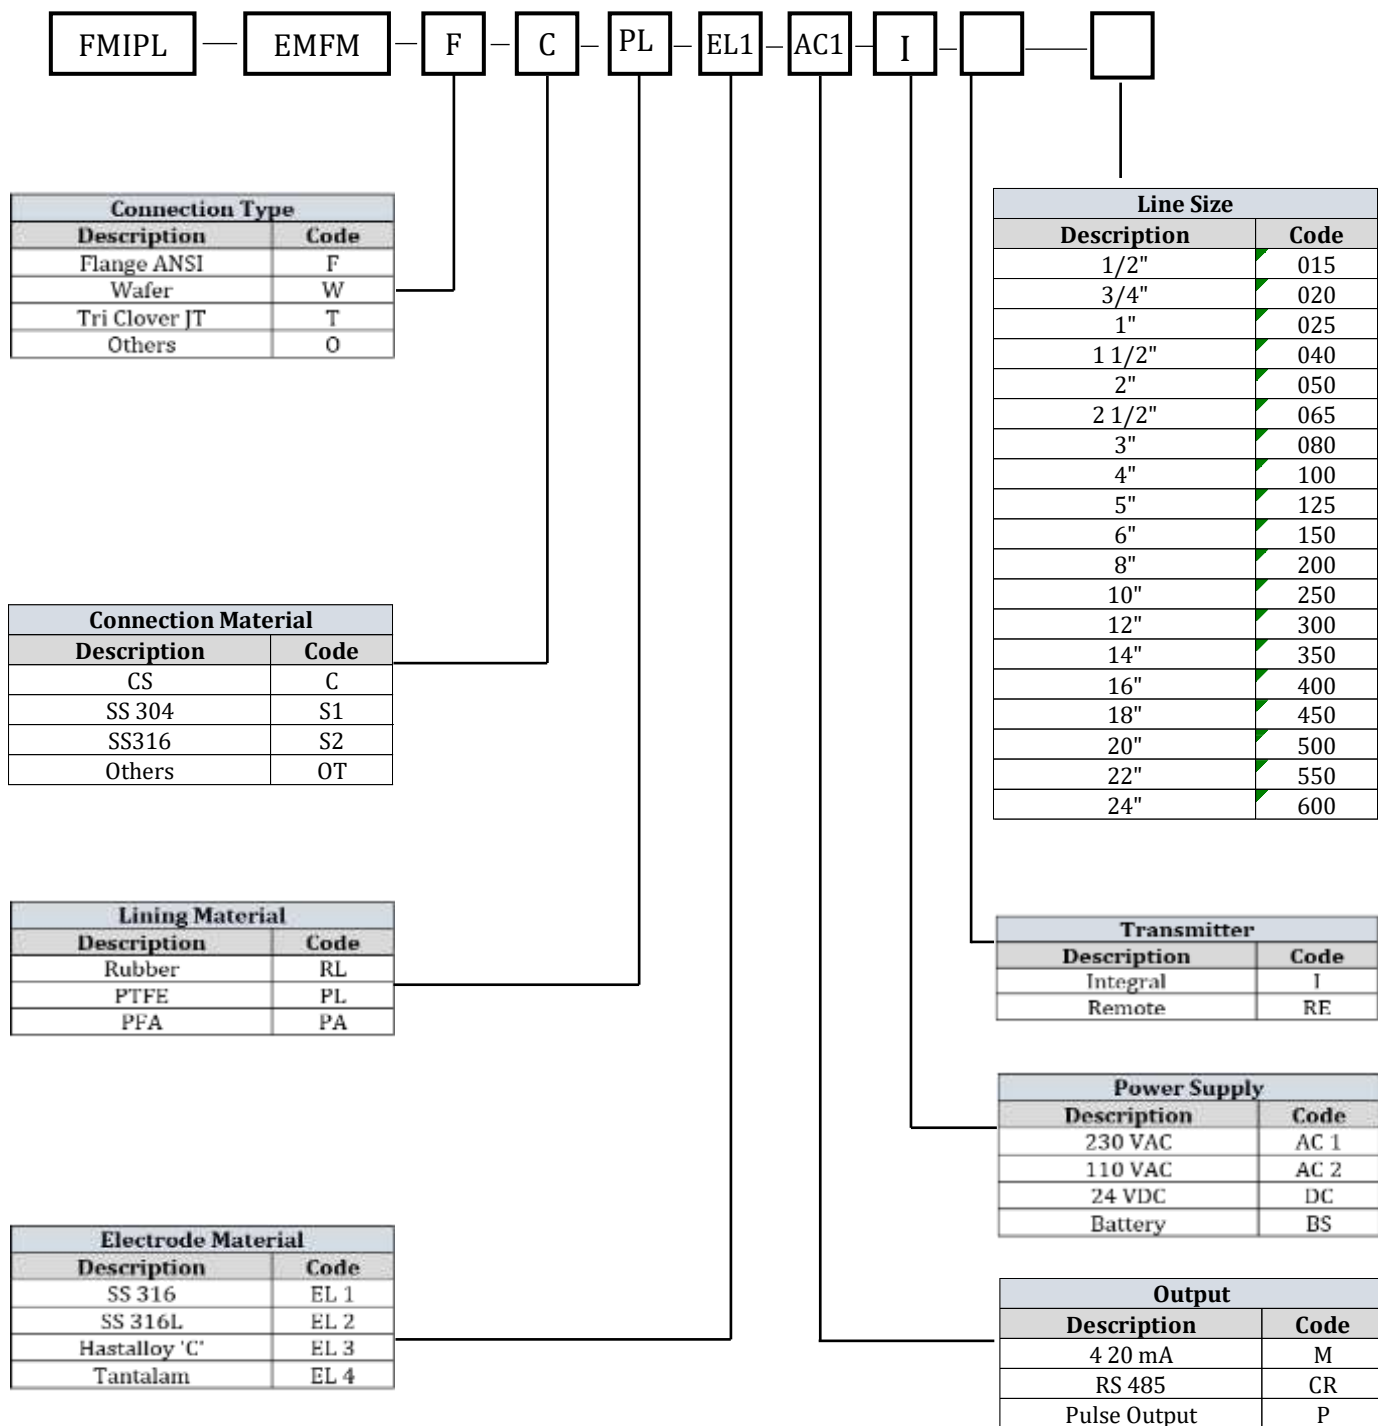 FMIPL — EMFM – F – C – PL – EL1 – AC1 – I –
Connection Type
Description Code
Flange ANSI F
Wafer W
Tri Clover JT T
Others O
Connection Material
Description Code
CS C
SS 304 S1
SS316 S2
Others OT
Lining Material
Description Code
Rubber RL
PTFE PL
PFA PA
Electrode Material
Description Code
SS 316 EL 1
SS 316L EL 2
Hastalloy 'C' EL 3
Tantalam EL 4
Line Size
Description Code
1/2" 015
3/4" 020
1" 025
1 1/2" 040
2" 050
2 1/2" 065
3" 080
4" 100
5" 125
6" 150
8" 200
10" 250
12" 300
14" 350
16" 400
18" 450
20" 500
22" 550
24" 600
Transmitter
Description Code
Integral I
Remote RE
Power Supply
Description Code
230 VAC AC 1
110 VAC AC 2
24 VDC DC
Battery BS
Output
Description Code
4 20 mA M
RS 485 CR
Pulse Output P